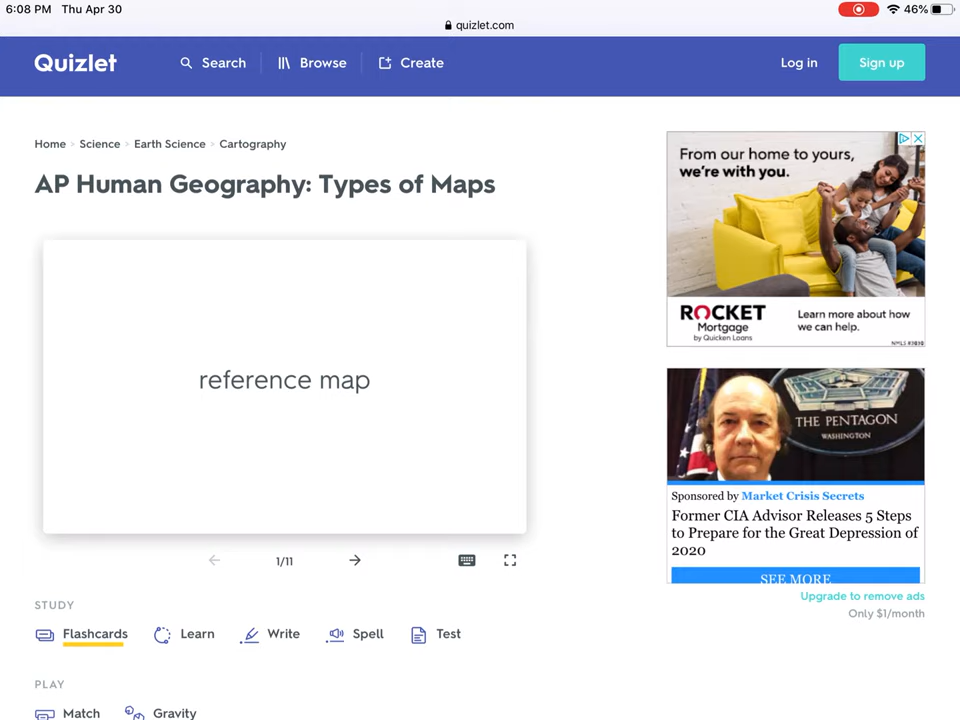 6:08 PM Thu Apr 30
46%
quizlet.com
Quizlet
Search
Browse
Create
Log in
Sign up
Home > Science > Earth Science > Cartography
AP Human Geography: Types of Maps
reference map
1/11
STUDY
Flashcards
Learn
Write
Spell
Test
PLAY
Match
Gravity
From our home to yours,
we're with you.
ROCKET
Mortgage
by Quicken Loans
Learn more about how
we can help.
NMLS #3030
THE PENTAGON
WASHINGTON
Sponsored by Market Crisis Secrets
Former CIA Advisor Releases 5 Steps
to Prepare for the Great Depression of
2020
SEE MORE
Upgrade to remove ads
Only $1/month